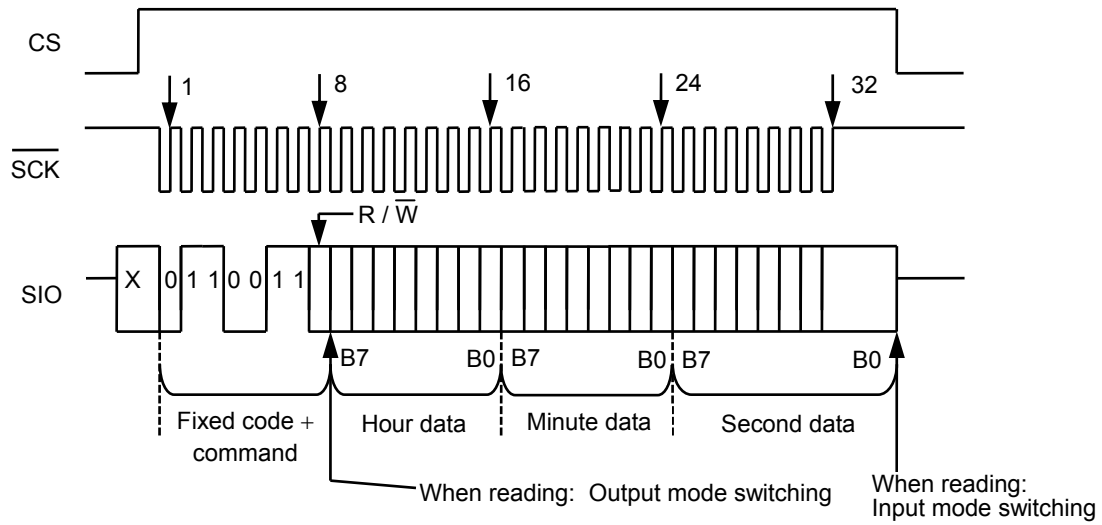 CS
1 8 16 24 32
SCK
R / W
X 0 1 1 0 0 1 1
SIO
B7 B0 B7 B0 B7 B0
Fixed code +
command
Hour data
Minute data
Second data
When reading: Output mode switching
When reading:
Input mode switching